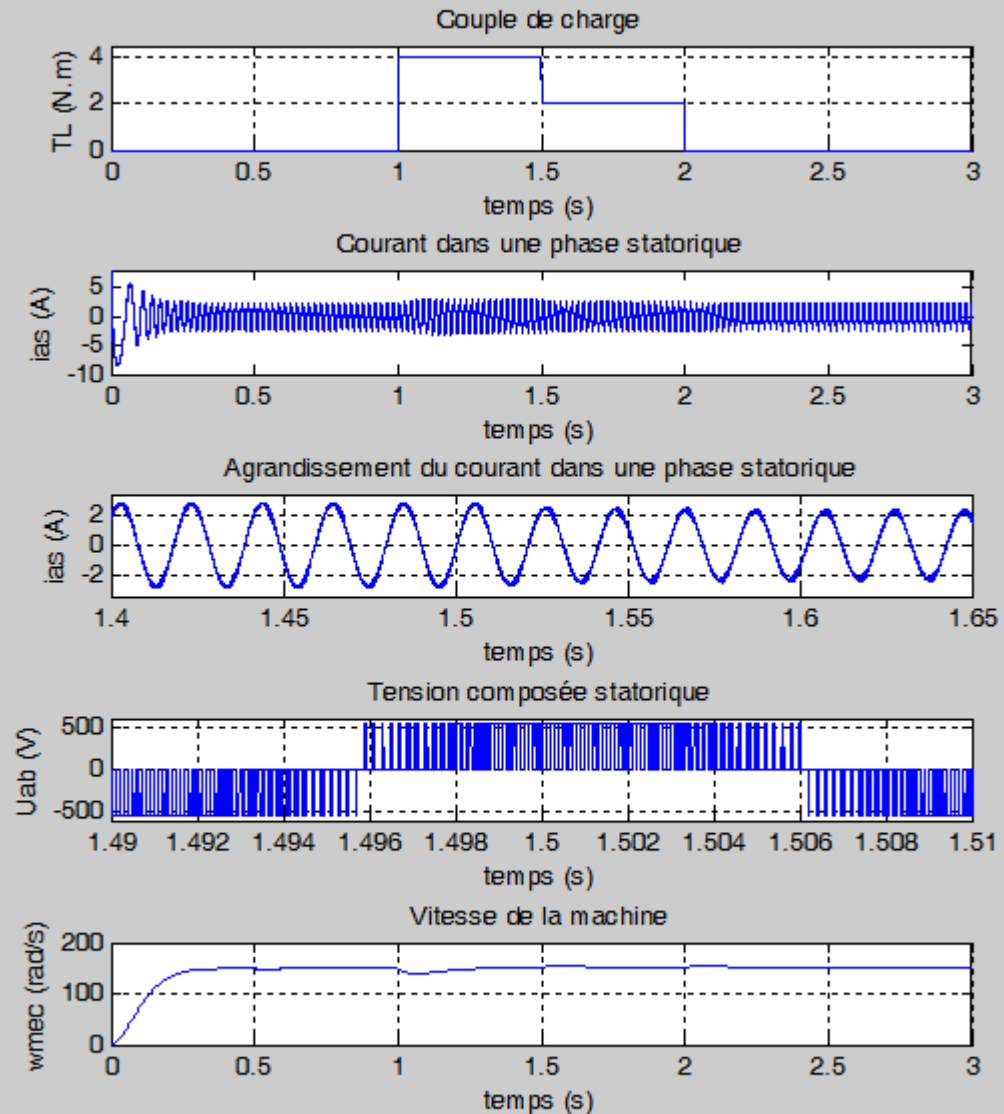 Couple de charge
TL (N.m)
4
2
0
0 0.5 1 1.5 2 2.5 3
temps (s)
Courant dans une phase statorique
ias (A)
5
0
-5
-10
0 0.5 1 1.5 2 2.5 3
temps (s)
Agrandissement du courant dans une phase statorique
ias (A)
2
0
-2
1.4 1.45 1.5 1.55 1.6 1.65
temps (s)
Tension composée statorique
Uab (V)
500
0
-500
1.49 1.492 1.494 1.496 1.498 1.5 1.502 1.504 1.506 1.508 1.51
temps (s)
Vitesse de la machine
wmec (rad/s)
200
100
0
0 0.5 1 1.5 2 2.5 3
temps (s)